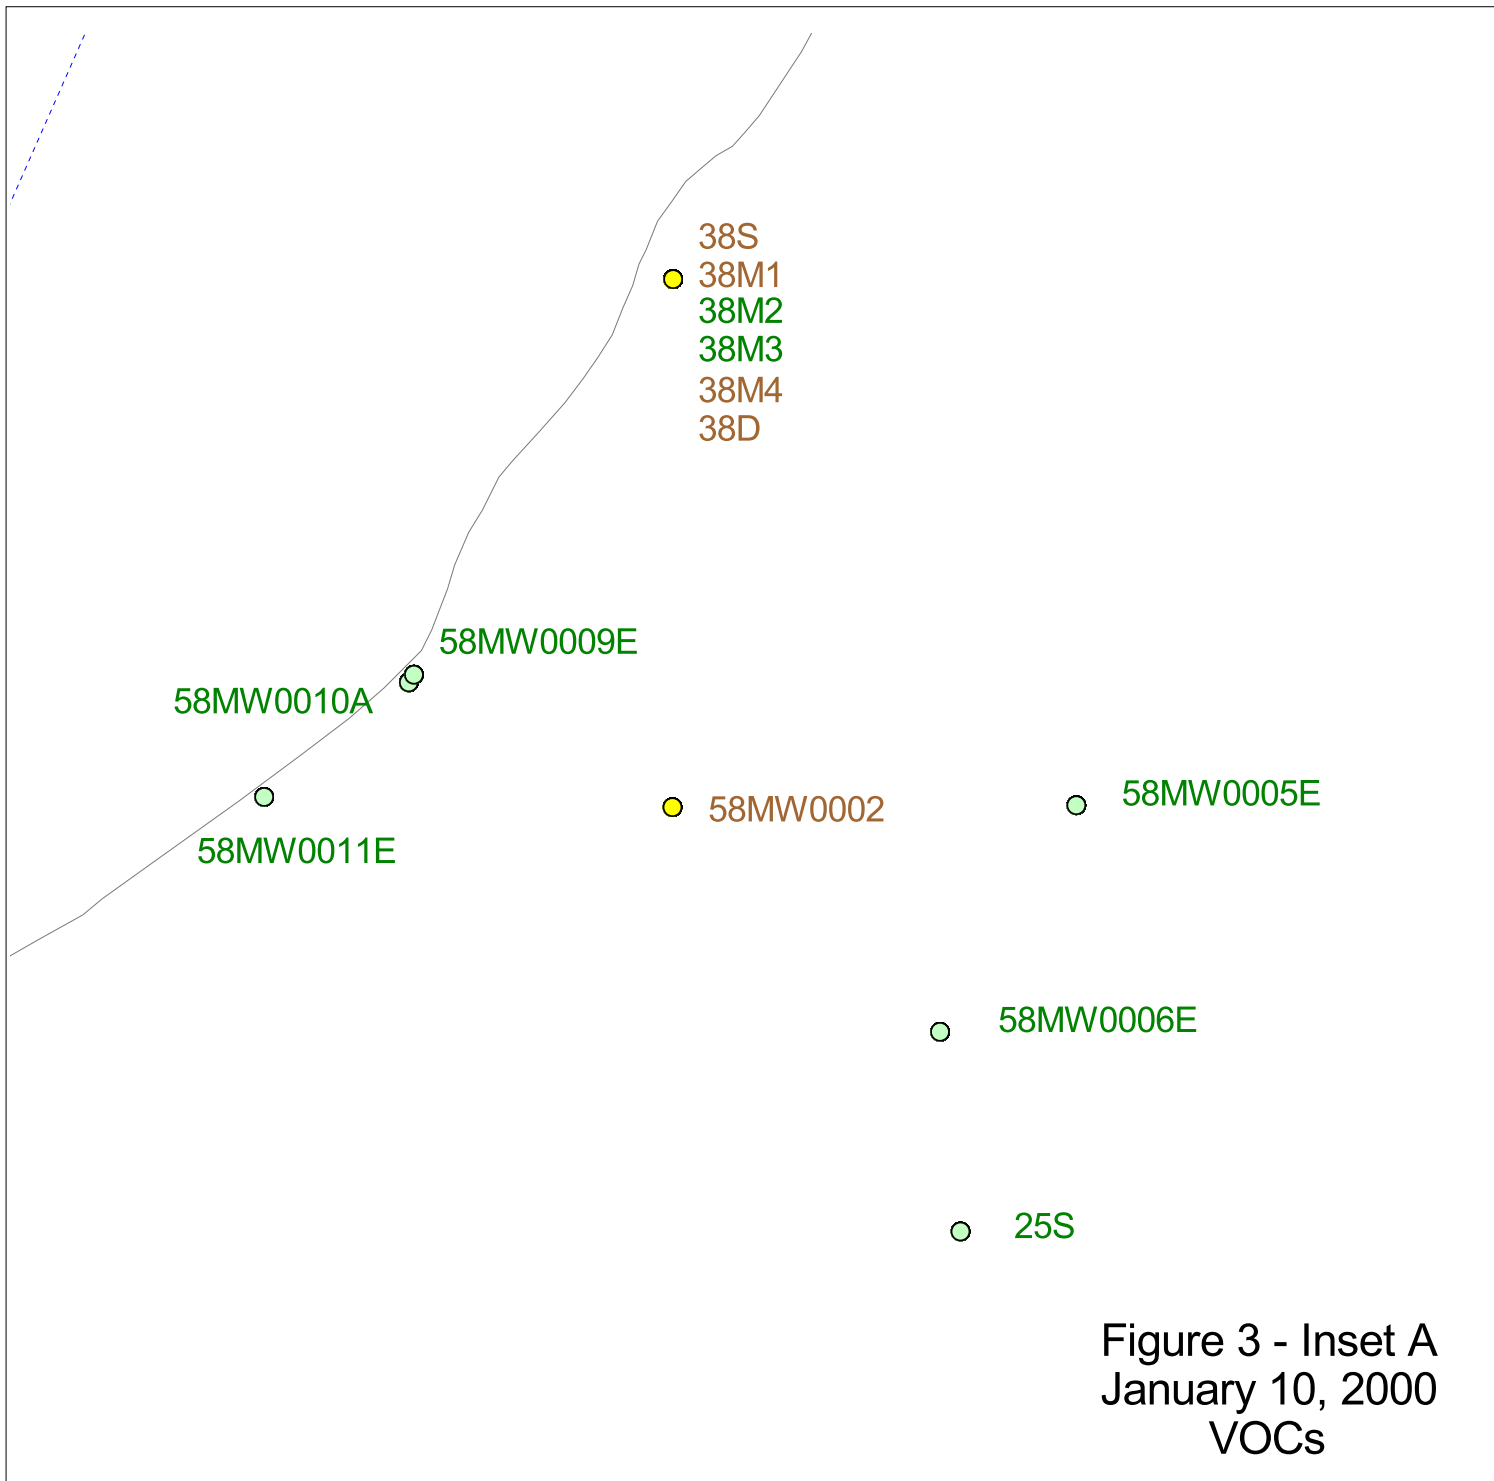 38S
38M1
38M2
38M3
38M4
38D
58MW0009E
58MW0010A
58MW0005E
58MW0002
58MW0011E
58MW0006E
25S
Figure 3 - Inset A
January 10, 2000
VOCs